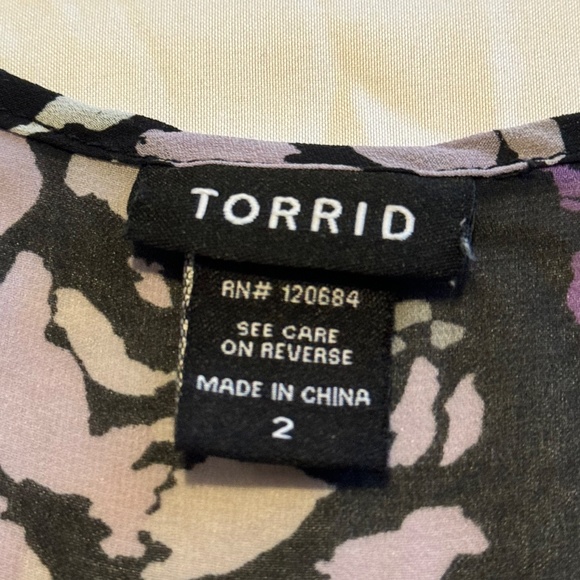 TORRID
RN# 120684
SEE CARE
ON REVERSE
MADE IN CHINA
2